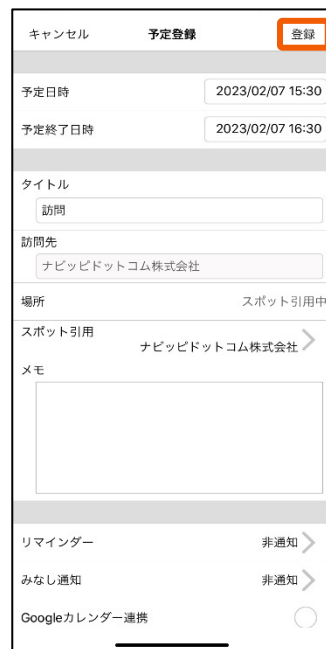 キャンセル 予定登録 登録
予定日時 2023/02/07 15:30
予定終了日時 2023/02/07 16:30
タイトル
訪問
訪問先
ナビッピドットコム株式会社
場所 スポット引用中
スポット引用
ナビッピドットコム株式会社
メモ
リマインダー 非通知
みなし通知 非通知
Googleカレンダー連携